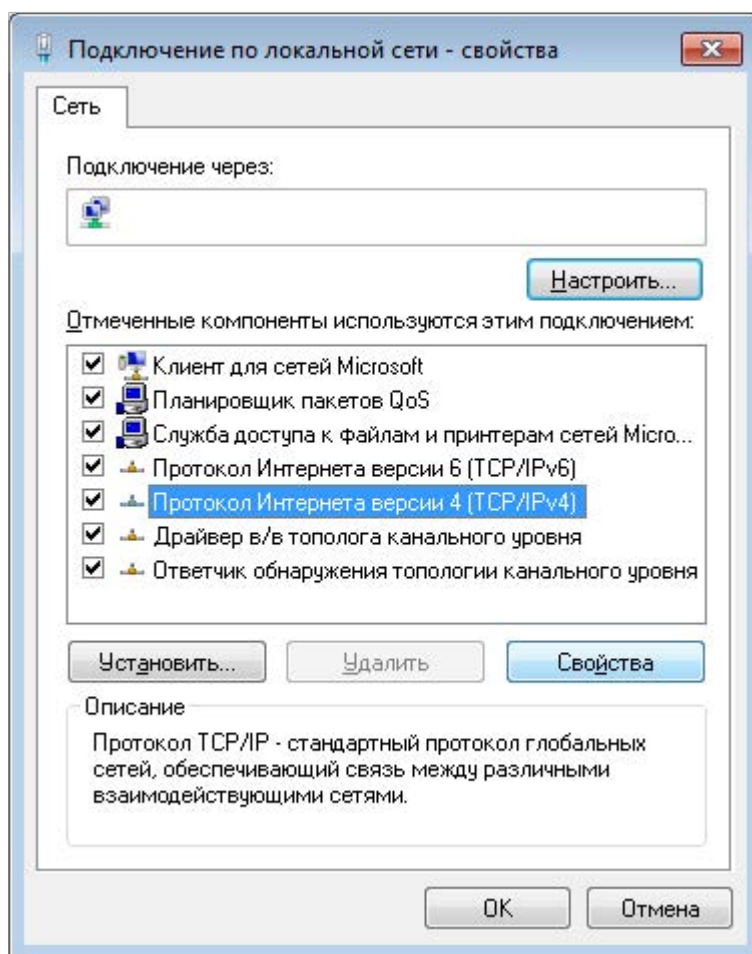 Подключение по локальной сети - свойства
Сеть
Подключение через:
Настроить...
Отмеченные компоненты используются этим подключением:
Клиент для сетей Microsoft
Планировщик пакетов QoS
Служба доступа к файлам и принтерам сетей Micro...
Протокол Интернета версии 6 (TCP/IPv6)
Протокол Интернета версии 4 (TCP/IPv4)
Драйвер в/в тополога канального уровня
Ответчик обнаружения топологии канального уровня
Установить... Удалить Свойства
Описание
Протокол TCP/IP - стандартный протокол глобальных
сетей, обеспечивающий связь между различными
взаимодействующими сетями.
OK Отмена